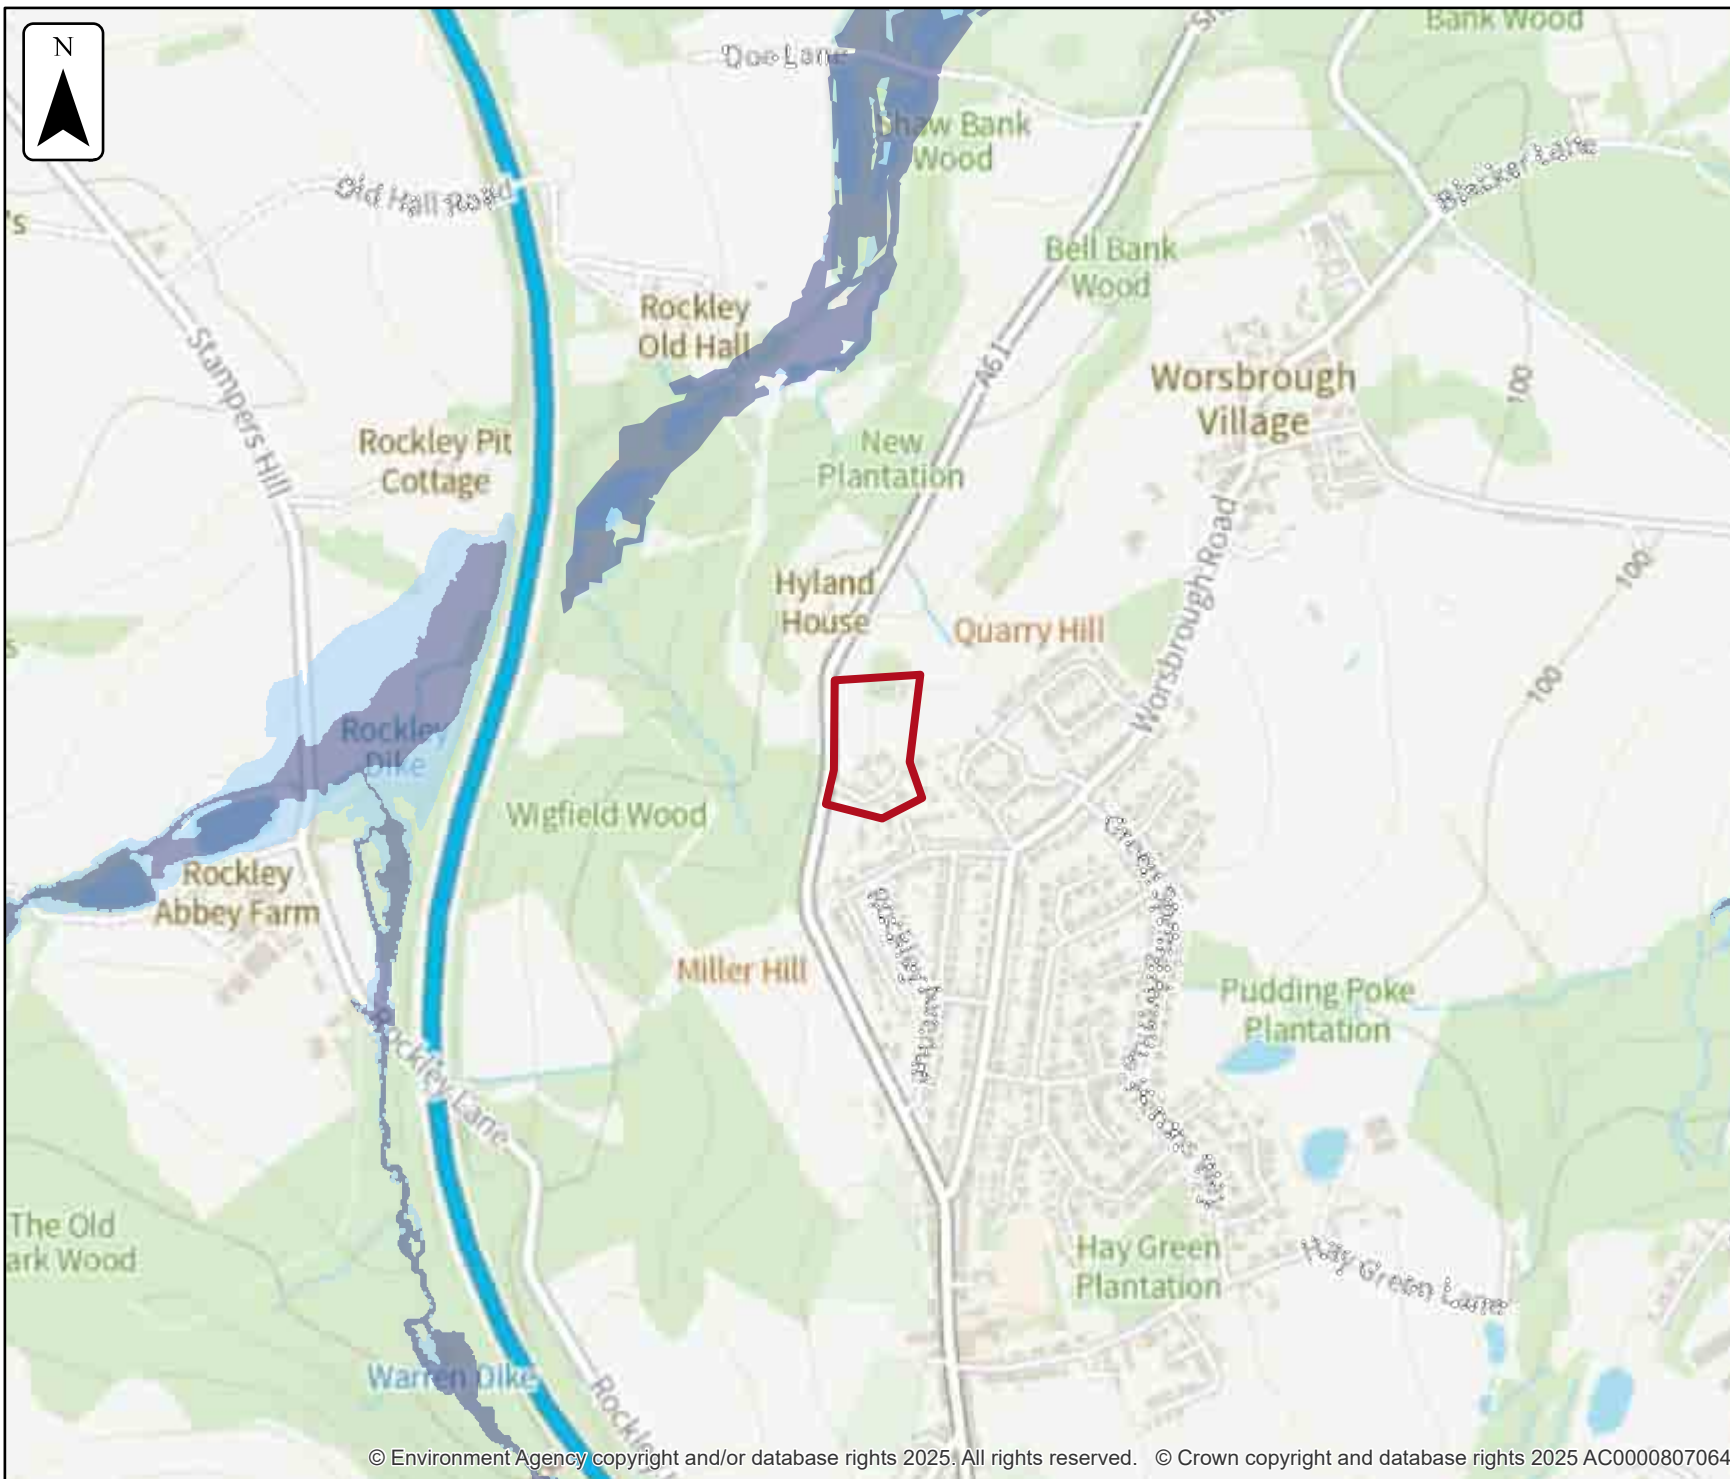 N
Bank Wood
Doe Lane
Shaw Bank
Wood
Blacker Lane
Old Hall Road
's
Bell Bank
Wood
Rockley
Old Hall
Stampers Hill
A61
Worsbrough
Village
100
Rockley Pit
Cottage
New
Plantation
Worsbrough Road
100
Hyland
House
Quarry Hill
s
100
Rockley
Dike
Wigfield Wood
Rockley
Abbey Farm
Miller Hill
Pudding Poke
Plantation
Rockley Lane
The Old
ark Wood
Hay Green
Plantation
Hay Green Lane
Warren Dike
© Environment Agency copyright and/or database rights 2025. All rights reserved. © Crown copyright and database rights 2025 AC0000807064